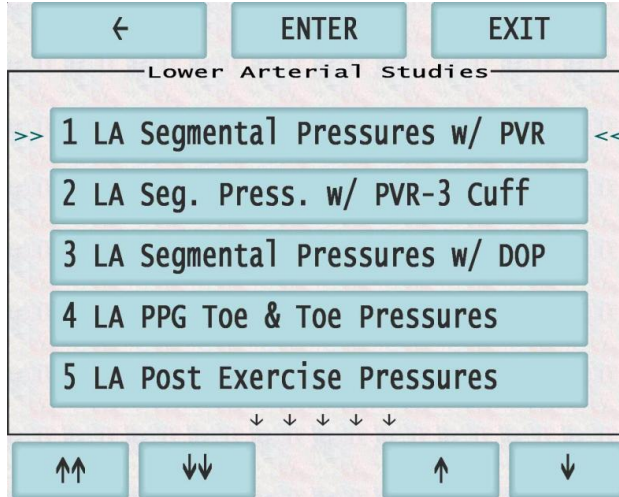 ← ENTER EXIT
Lower Arterial Studies
>> 1 LA Segmental Pressures w/ PVR <<
2 LA Seg. Press. w/ PVR-3 Cuff
3 LA Segmental Pressures w/ DOP
4 LA PPG Toe & Toe Pressures
5 LA Post Exercise Pressures
↓ ↓ ↓ ↓ ↓
↑↑ ↓↓ ↑ ↓